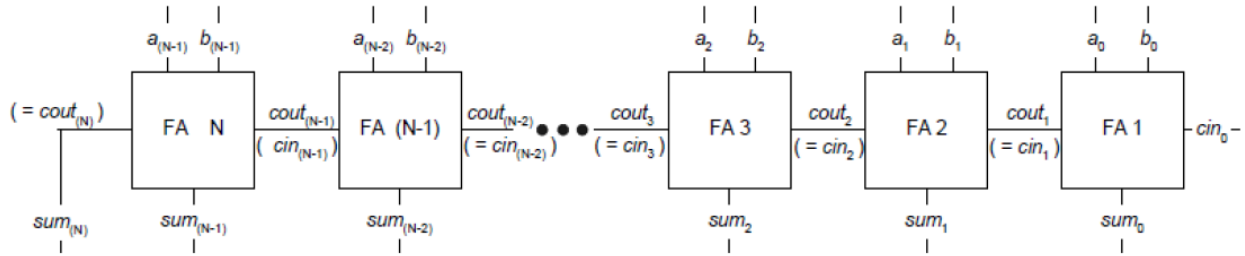 a(N-1) b(N-1) a(N-2) b(N-2) a2 b2 a1 b1 a0 b0
( = cout(N) ) FA N cout(N-1) FA (N-1) cout(N-2) cout3 FA 3 cout2 FA 2 cout1 FA 1 cin0
( cin(N-1) ) (= cin(N-2) ) (= cin3 ) (= cin2 ) (= cin1 )
sum(N) sum(N-1) sum(N-2) sum2 sum1 sum0